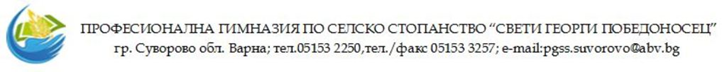 ПРОФЕСИОНАЛНА ГИМНАЗИЯ ПО СЕЛСКО СТОПАНСТВО “СВЕТИ ГЕОРГИ ПОБЕДОНОСЕЦ”
гр. Суворово обл. Варна; тел.05153 2250,тел./факс 05153 3257; e-mail:pgss.suvorovo@abv.bg